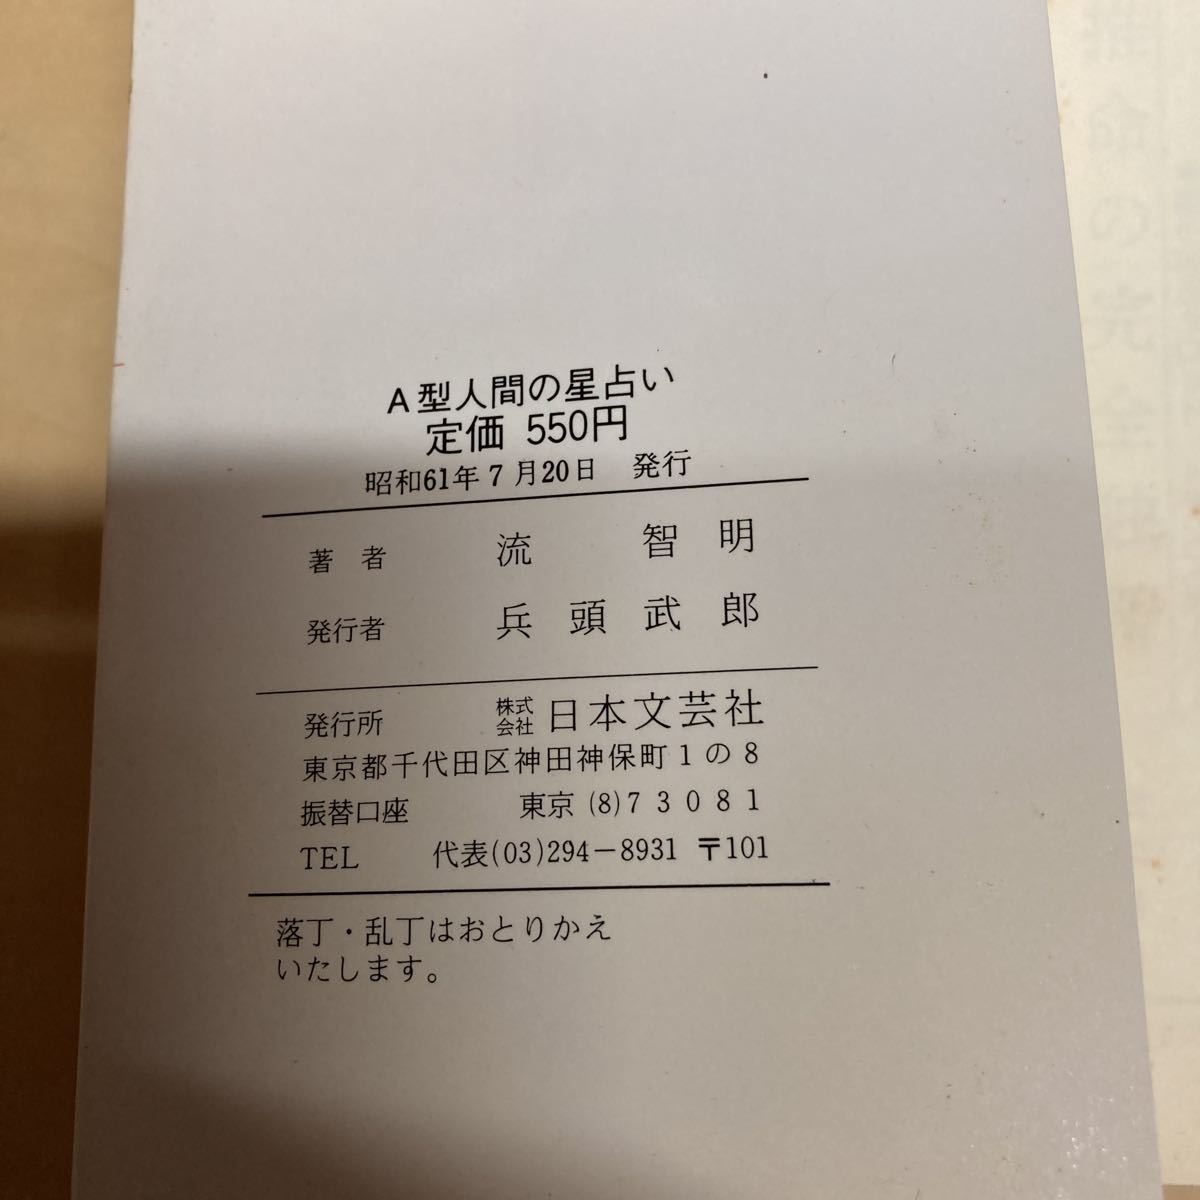 A型人間の星占い
定価 550円
昭和61年7月20日 発行
著者 流 智明
発行者 兵頭武郎
発行所 株式会社 日本文芸社
東京都千代田区神田神保町1の8
振替口座 東京(8)73081
TEL 代表(03)294-8931 〒101
落丁・乱丁はおとりかえ
いたします。